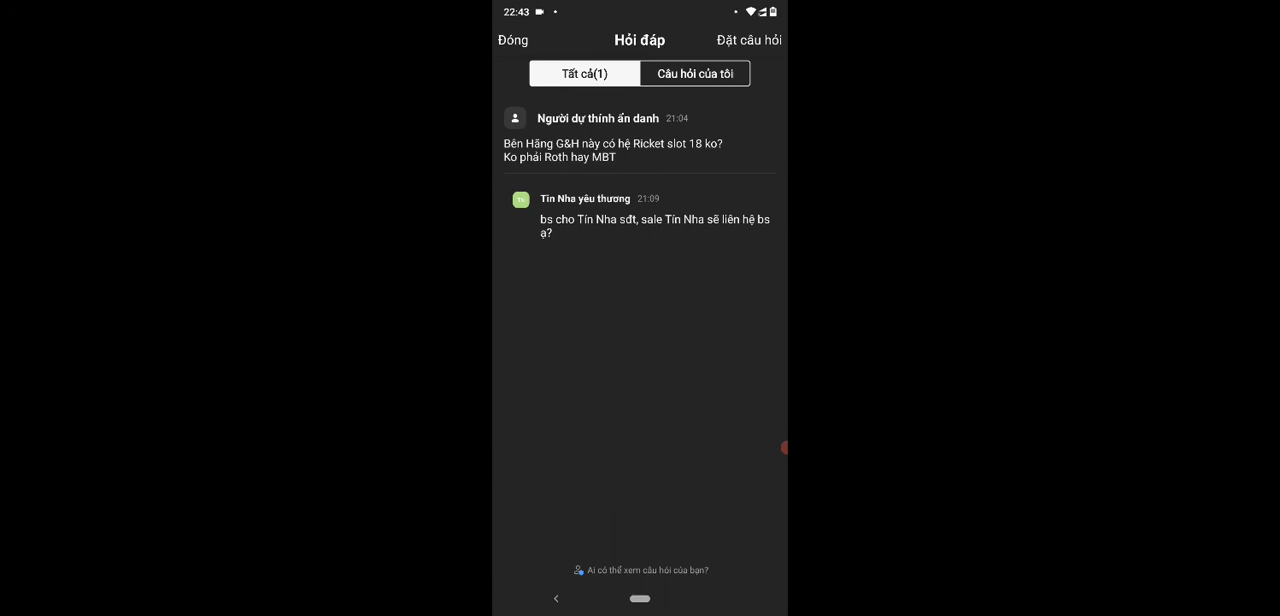 22:43
Đóng
Hỏi đáp
Đặt câu hỏi
Tất cả(1)
Câu hỏi của tôi
Người dự thính ẩn danh 21:04
Bên Hãng G&H này có hệ Ricket slot 18 ko?
Ko phải Roth hay MBT
Tin Nha yêu thương 21:09
bs cho Tín Nha sđt, sale Tín Nha sẽ liên hệ bs
ạ?
Ai có thể xem câu hỏi của bạn?